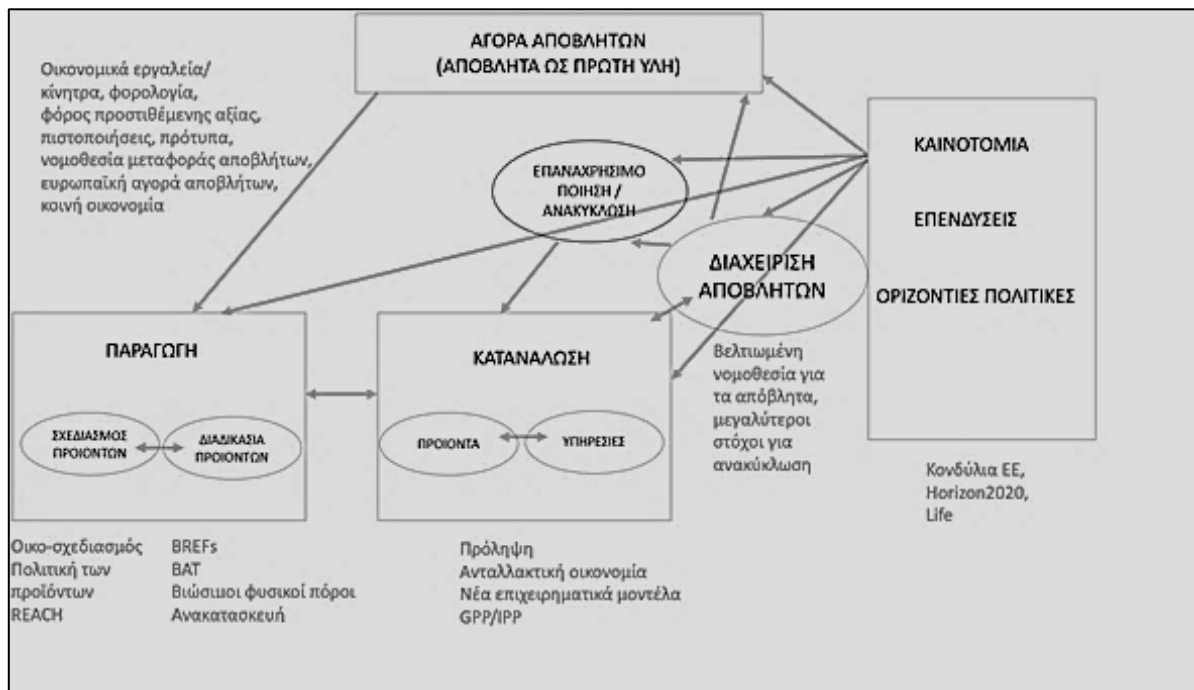 ΑΓΟΡΑ ΑΠΟΒΛΗΤΩΝ
(ΑΠΟΒΛΗΤΑ ΩΣ ΠΡΩΤΗ ΥΛΗ)
Οικονομικά εργαλεία/
κίνητρα, φορολογία,
φόρος προστιθέμενης αξίας,
πιστοποιήσεις, πρότυπα,
νομοθεσία μεταφοράς αποβλήτων,
ευρωπαϊκή αγορά αποβλήτων,
κοινή οικονομία
ΕΠΑΝΑΧΡΗΣΙΜΟ
ΠΟΙΗΣΗ /
ΑΝΑΚΥΚΛΩΣΗ
ΔΙΑΧΕΙΡΙΣΗ
ΑΠΟΒΛΗΤΩΝ
ΚΑΙΝΟΤΟΜΙΑ
ΕΠΕΝΔΥΣΕΙΣ
ΟΡΙΖΟΝΤΙΕΣ ΠΟΛΙΤΙΚΕΣ
ΠΑΡΑΓΩΓΗ
ΣΧΕΔΙΑΣΜΟΣ
ΠΡΟΙΟΝΤΩΝ
ΔΙΑΔΙΚΑΣΙΑ
ΠΡΟΙΟΝΤΩΝ
ΚΑΤΑΝΑΛΩΣΗ
ΠΡΟΙΟΝΤΑ
ΥΠΗΡΕΣΙΕΣ
Βελτιωμένη
νομοθεσία για
τα απόβλητα,
μεγαλύτεροι
στόχοι για
ανακύκλωση
Κονδύλια ΕΕ,
Horizon2020,
Life
Οικο-σχεδιασμός
Πολιτική των
προϊόντων
REACH
BREFs
BAT
Βιώσιμοι φυσικοί πόροι
Ανακατασκευή
Πρόληψη
Ανταλλακτική οικονομία
Νέα επιχειρηματικά μοντέλα
GPP/IPP